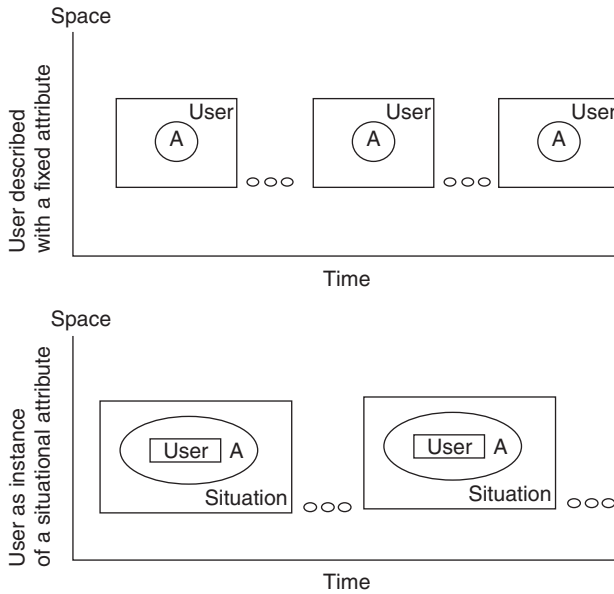 Space
User described
with a fixed attribute
User
A
User
A
User
A
Time
Space
User as instance
of a situational attribute
User A
Situation
User A
Situation
Time